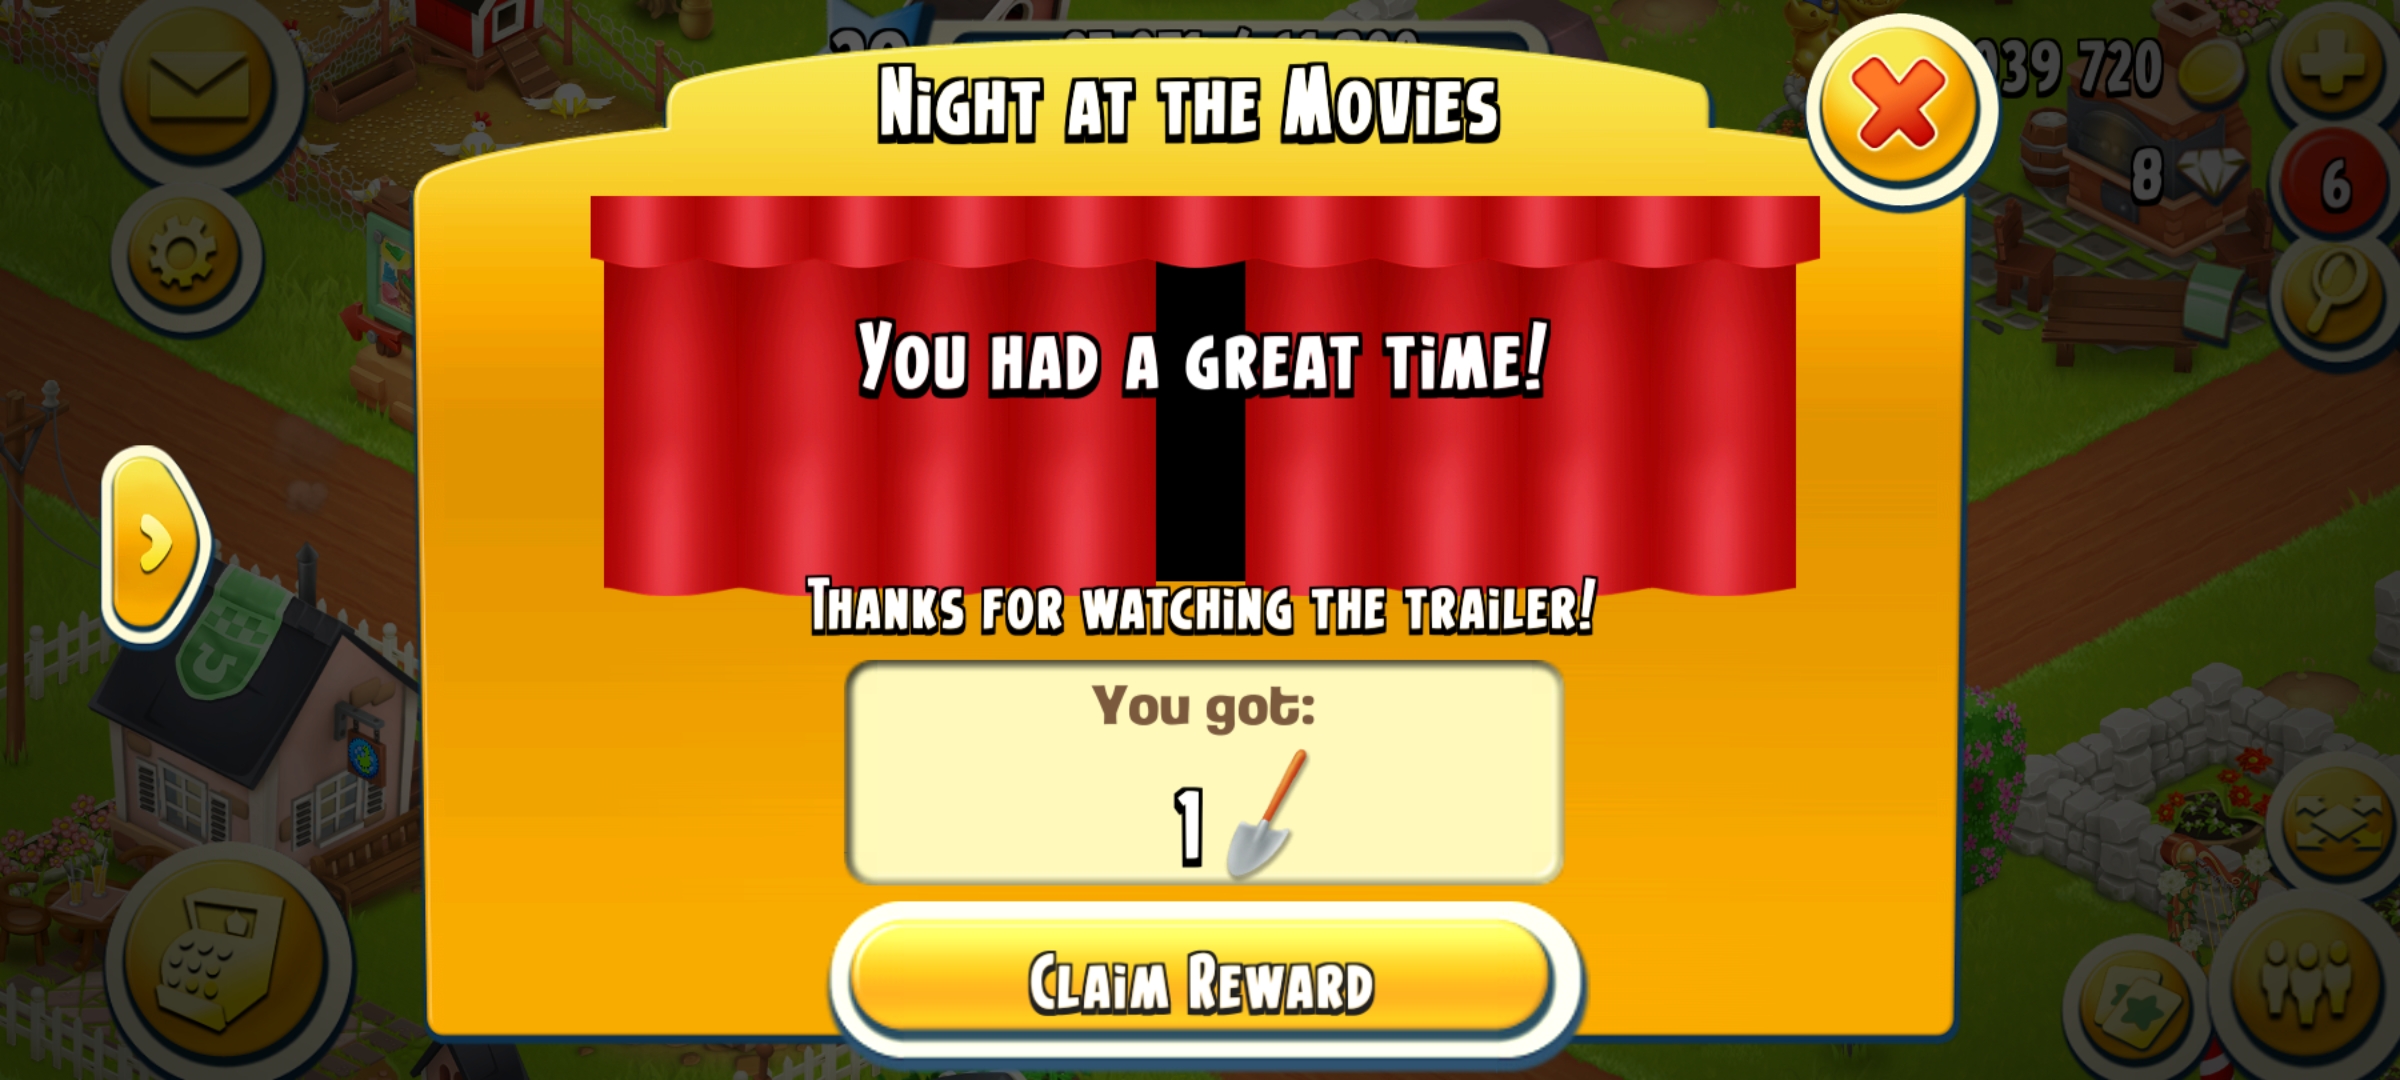 Night at the Movies
939 720
8
6
You had a great time!
Thanks for watching the trailer!
You got:
1
Claim Reward